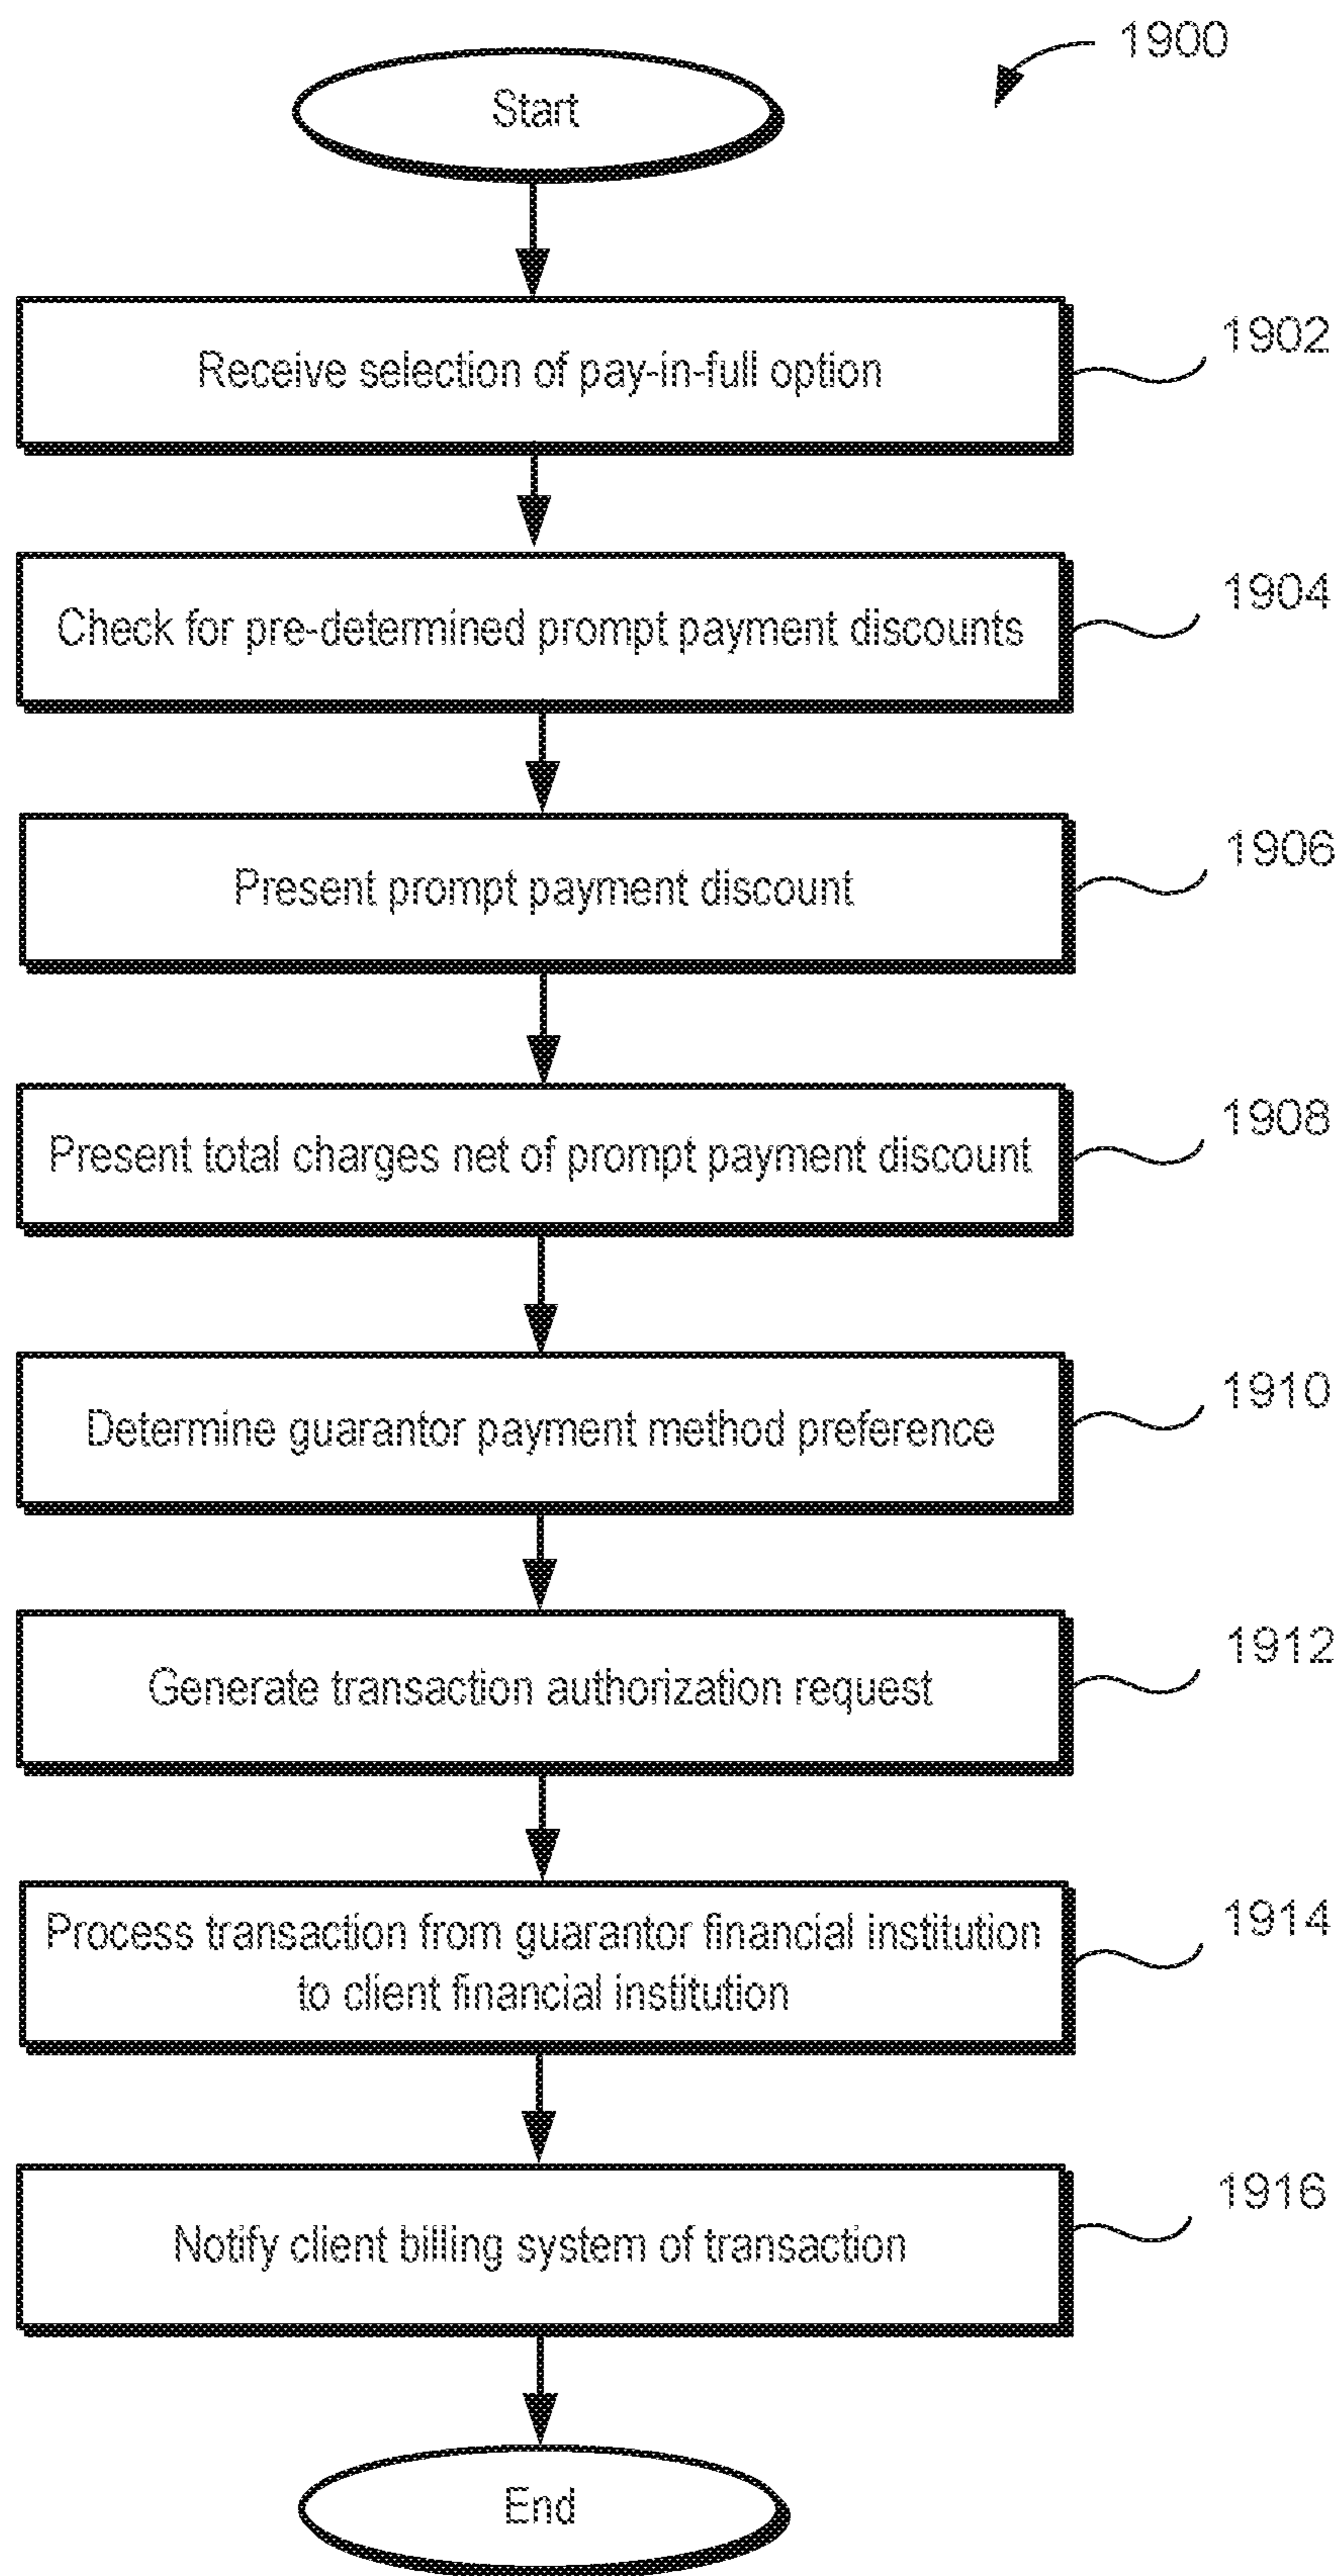 1900
Start
Receive selection of pay-in-full option
1902
Check for pre-determined prompt payment discounts
1904
Present prompt payment discount
1906
Present total charges net of prompt payment discount
1908
Determine guarantor payment method preference
1910
Generate transaction authorization request
1912
Process transaction from guarantor financial institution
to client financial institution
1914
Notify client billing system of transaction
1916
End